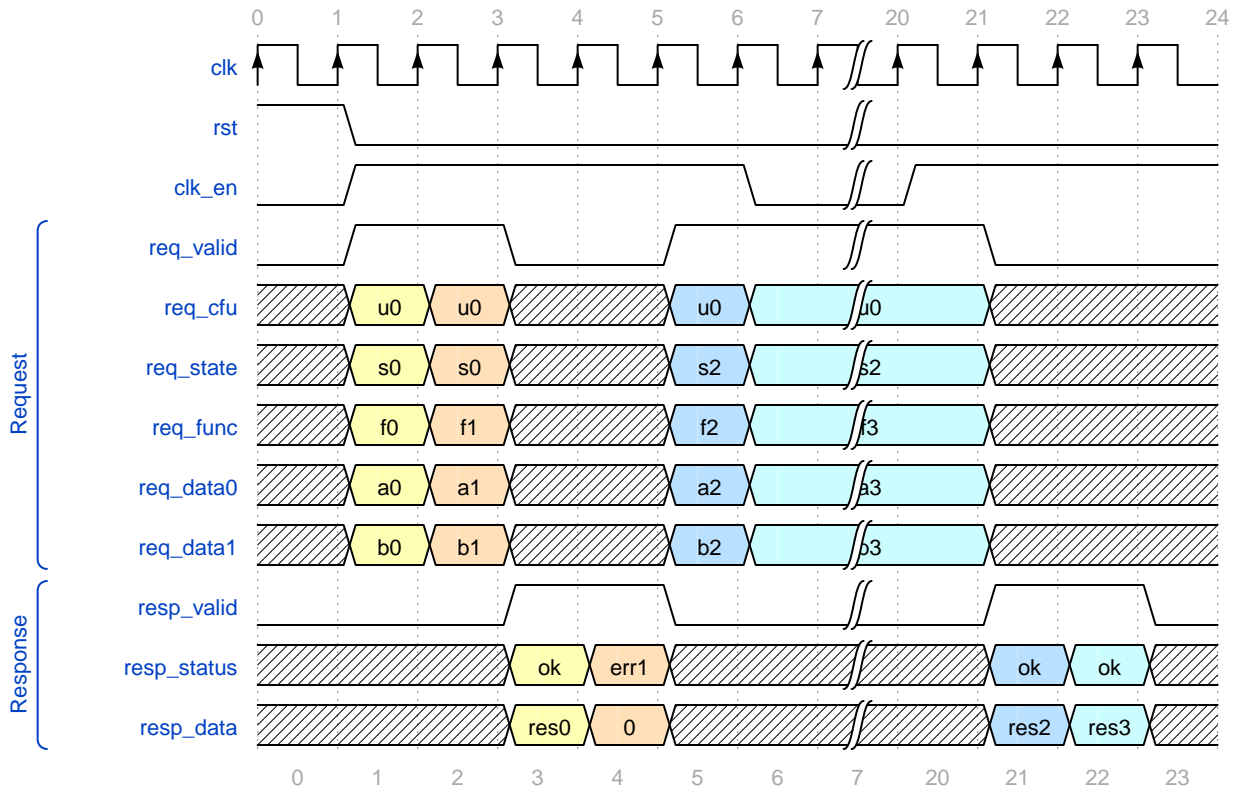 0 1 2 3 4 5 6 7 20 21 22 23 24
clk
rst
clk_en
req_valid
req_cfu u0 u0 u0 u0
req_state s0 s0 s2 s2
req_func f0 f1 f2 f3
req_data0 a0 a1 a2 a3
req_data1 b0 b1 b2 b3
Request
resp_valid
resp_status ok err1 ok ok
resp_data res0 0 res2 res3
Response
0 1 2 3 4 5 6 7 20 21 22 23